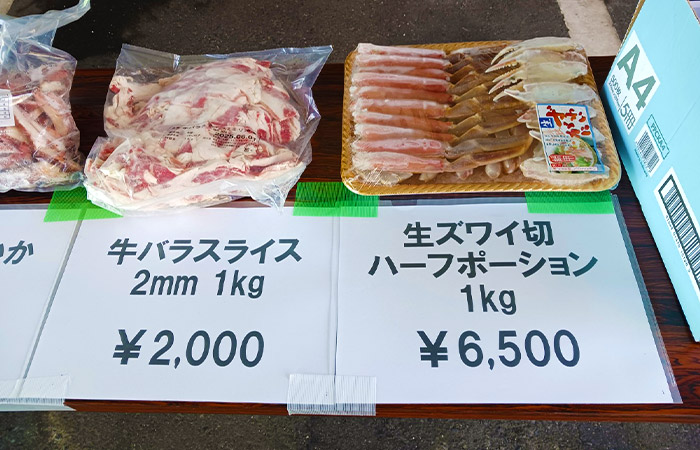 か
牛バラスライス
2mm 1kg
¥2,000
生ズワイ切
ハーフポーション
1kg
¥6,500
A4